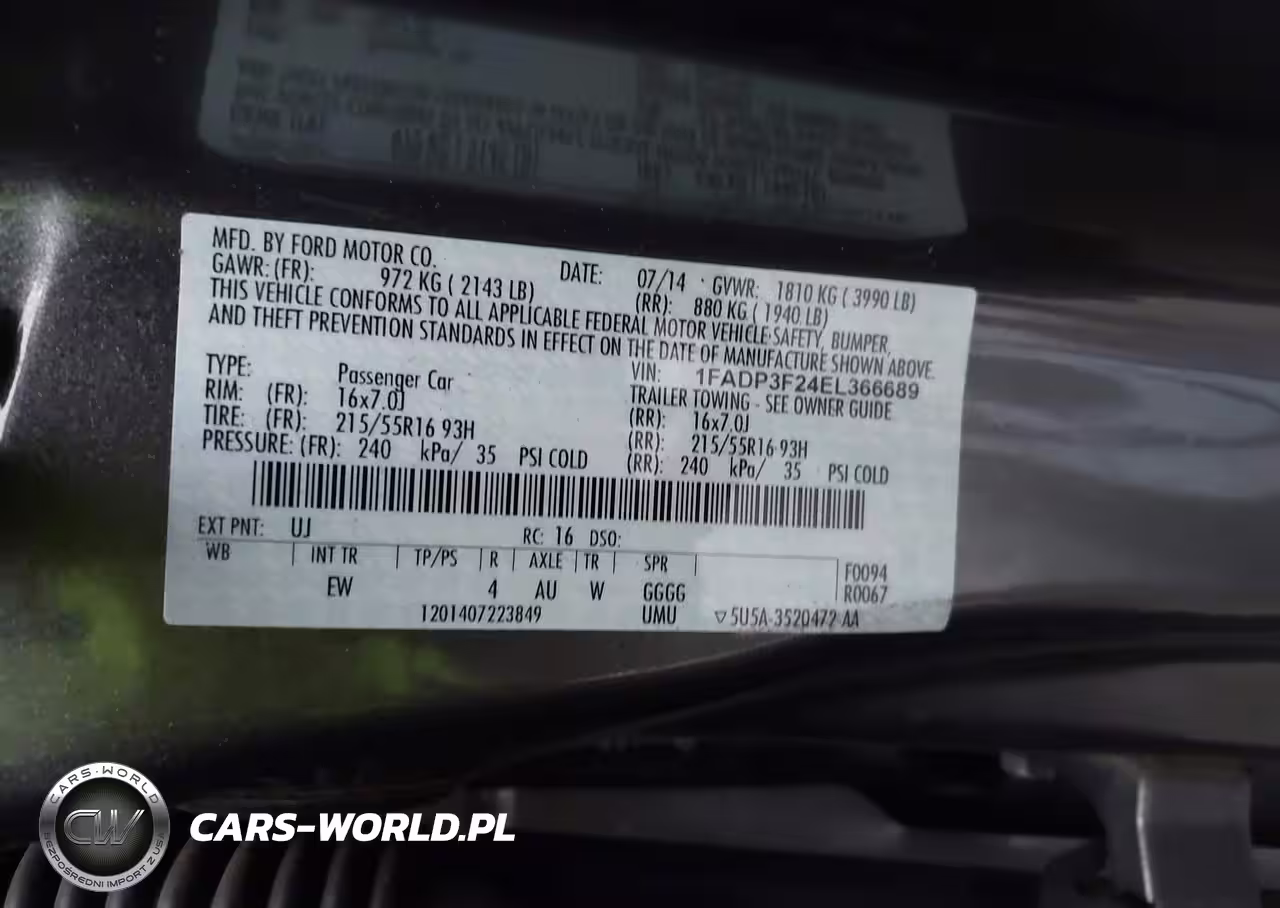 MFD. BY FORD MOTOR CO. DATE: 07/14 GVWR: 1810 KG ( 3990 LB)
GAWR: (FR): 972 KG ( 2143 LB) (RR): 880 KG ( 1940 LB)
THIS VEHICLE CONFORMS TO ALL APPLICABLE FEDERAL MOTOR VEHICLE SAFETY, BUMPER,
AND THEFT PREVENTION STANDARDS IN EFFECT ON THE DATE OF MANUFACTURE SHOWN ABOVE.
VIN: 1FADP3F24EL366689
TYPE: Passenger Car TRAILER TOWING - SEE OWNER GUIDE
RIM: (FR): 16x7.0J (RR): 16x7.0J
TIRE: (FR): 215/55R16 93H (RR): 215/55R16 93H
PRESSURE: (FR): 240 kPa/ 35 PSI COLD (RR): 240 kPa/ 35 PSI COLD
EXT PNT: UJ RC: 16 DSO:
WB INT TR TP/PS R AXLE TR SPR
EW 4 AU W GGGG
F0094
R0067
1201407223849 UMU ▽5U5A-3520472 AA
CARS-WORLD
CW
BEZPOŚREDNI IMPORT Z USA
CARS-WORLD.PL